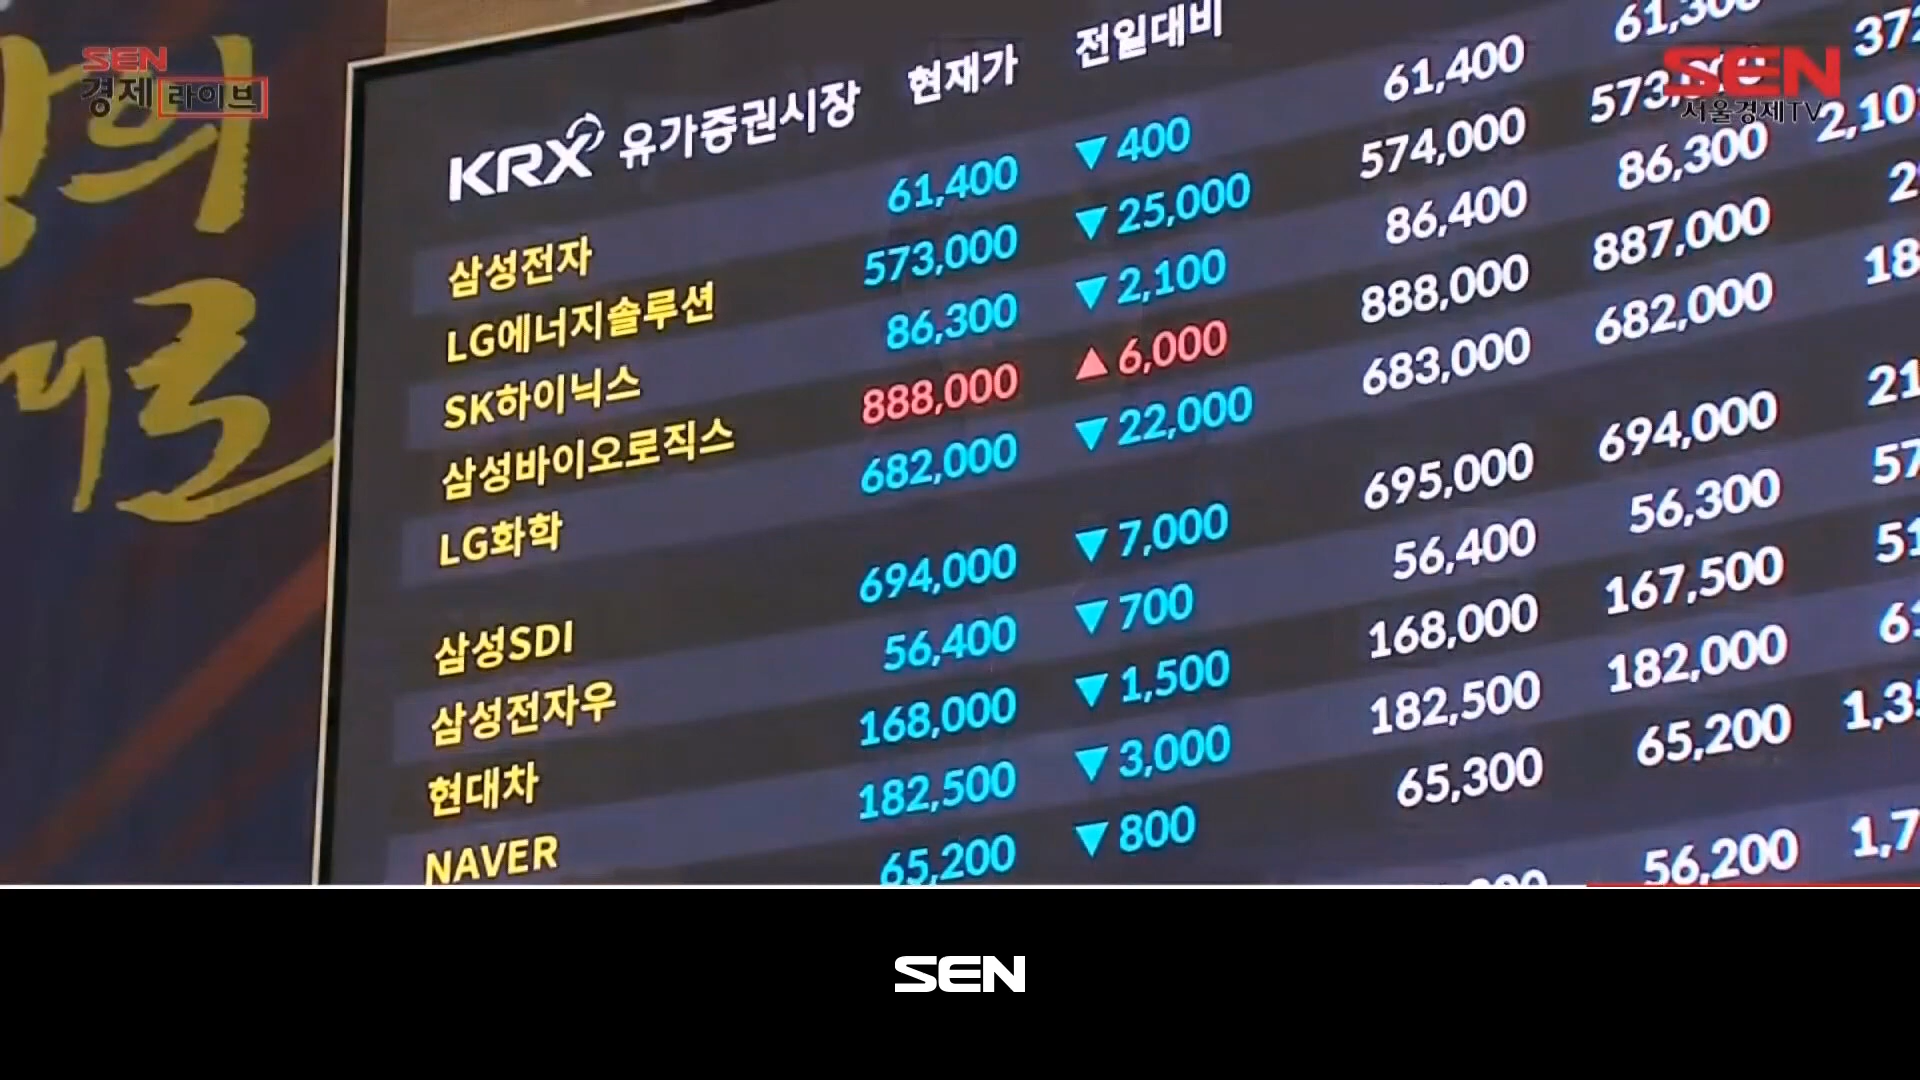 SEN
경제 라이브
SEN
서울경제TV
의
로
KRX 유가증권시장 현재가 전일대비
삼성전자 61,400 ▼400 61,400 61,300
LG에너지솔루션 573,000 ▼25,000 574,000 573,000
SK하이닉스 86,300 ▼2,100 86,400 86,300
삼성바이오로직스 888,000 ▲6,000 888,000 887,000
LG화학 682,000 ▼22,000 683,000 682,000
삼성SDI 694,000 ▼7,000 695,000 694,000
삼성전자우 56,400 ▼700 56,400 56,300
현대차 168,000 ▼1,500 168,000 167,500
NAVER 182,500 ▼3,000 182,500 182,000
65,200 ▼800 65,300 65,200
56,200
SEN